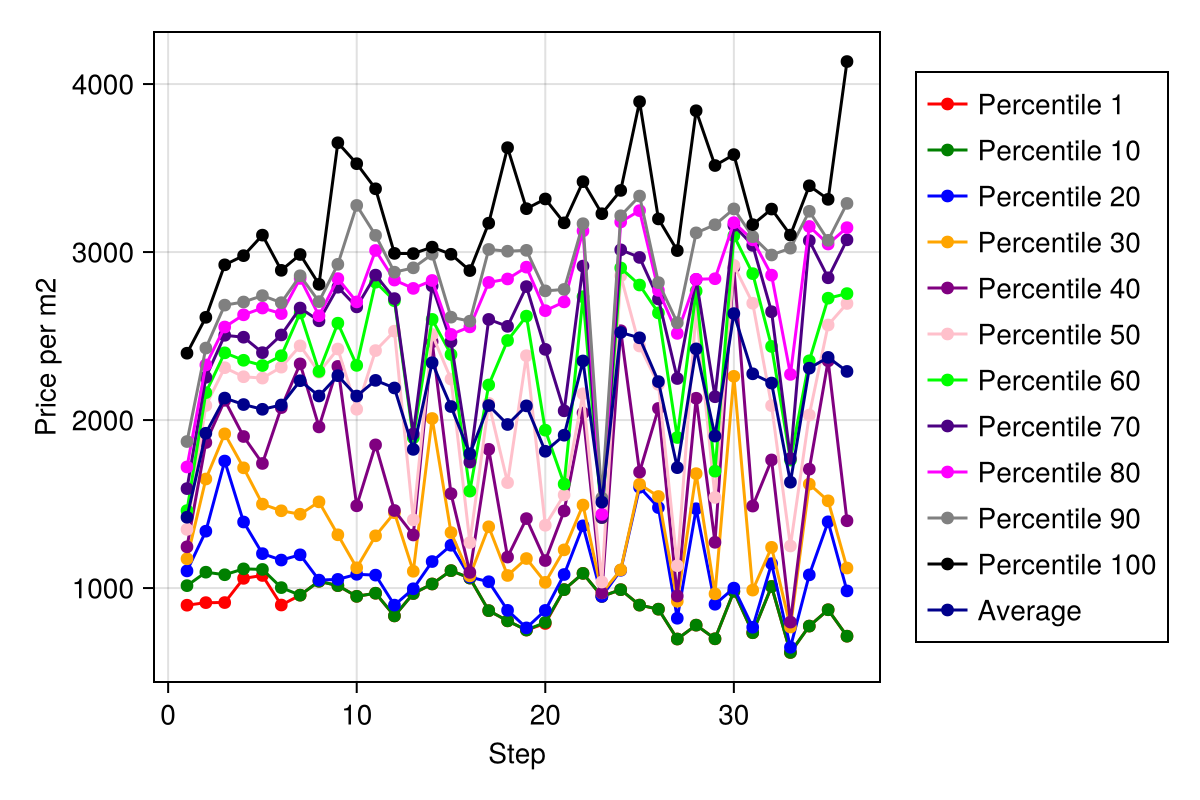 4000
3000
2000
1000
Price per m2
0 10 20 30
Step
Percentile 1
Percentile 10
Percentile 20
Percentile 30
Percentile 40
Percentile 50
Percentile 60
Percentile 70
Percentile 80
Percentile 90
Percentile 100
Average